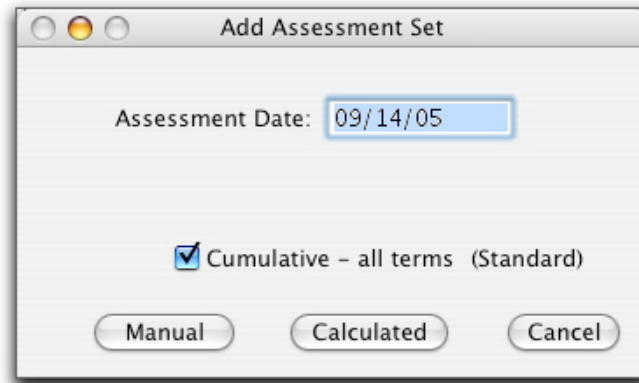 Add Assessment Set
Assessment Date: 09/14/05
Cumulative – all terms (Standard)
Manual Calculated Cancel